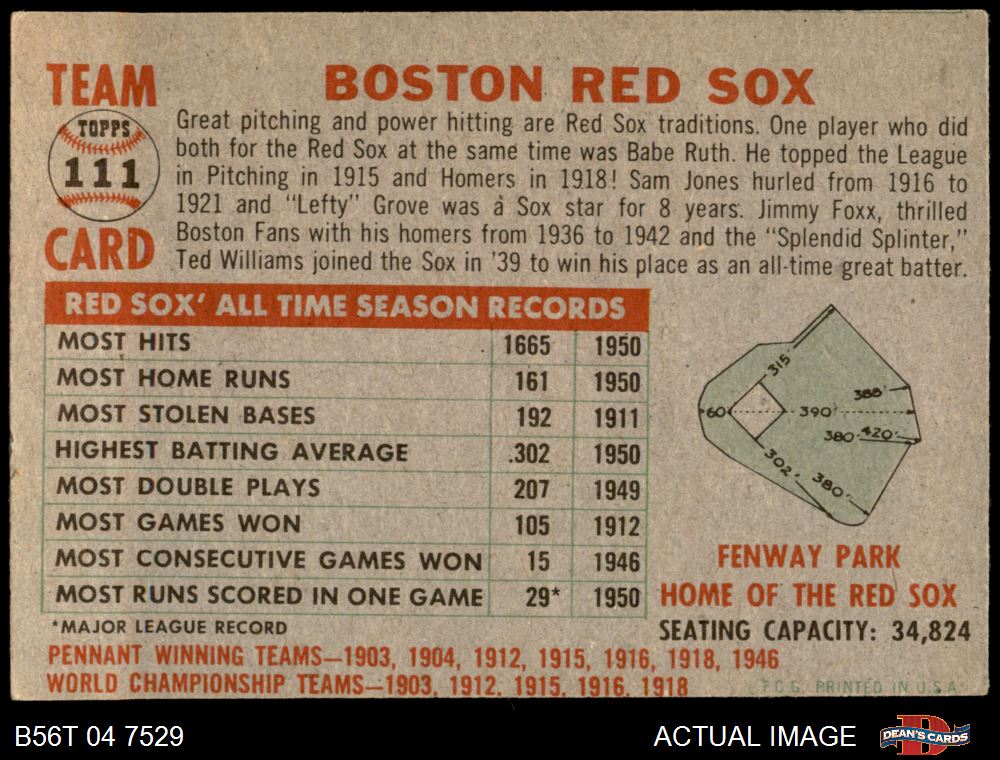 TEAM
TOPPS
111
CARD
BOSTON RED SOX
Great pitching and power hitting are Red Sox traditions. One player who did
both for the Red Sox at the same time was Babe Ruth. He topped the League
in Pitching in 1915 and Homers in 1918! Sam Jones hurled from 1916 to
1921 and "Lefty" Grove was a Sox star for 8 years. Jimmy Foxx, thrilled
Boston Fans with his homers from 1936 to 1942 and the "Splendid Splinter,"
Ted Williams joined the Sox in '39 to win his place as an all-time great batter.
RED SOX' ALL TIME SEASON RECORDS
MOST HITS 1665 1950
MOST HOME RUNS 161 1950
MOST STOLEN BASES 192 1911
HIGHEST BATTING AVERAGE .302 1950
MOST DOUBLE PLAYS 207 1949
MOST GAMES WON 105 1912
MOST CONSECUTIVE GAMES WON 15 1946
MOST RUNS SCORED IN ONE GAME 29* 1950
*MAJOR LEAGUE RECORD
315'
388'
60' 390'
380' 420'
302' 380'
FENWAY PARK
HOME OF THE RED SOX
SEATING CAPACITY: 34,824
PENNANT WINNING TEAMS—1903, 1904, 1912, 1915, 1916, 1918, 1946
WORLD CHAMPIONSHIP TEAMS—1903, 1912, 1915, 1916, 1918
T.C.G. PRINTED IN U.S.A.
B56T 04 7529
ACTUAL IMAGE
DEAN'S CARDS